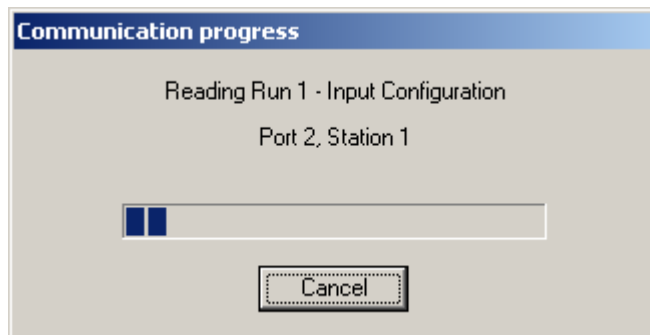 Communication progress
Reading Run 1 - Input Configuration
Port 2, Station 1
Cancel